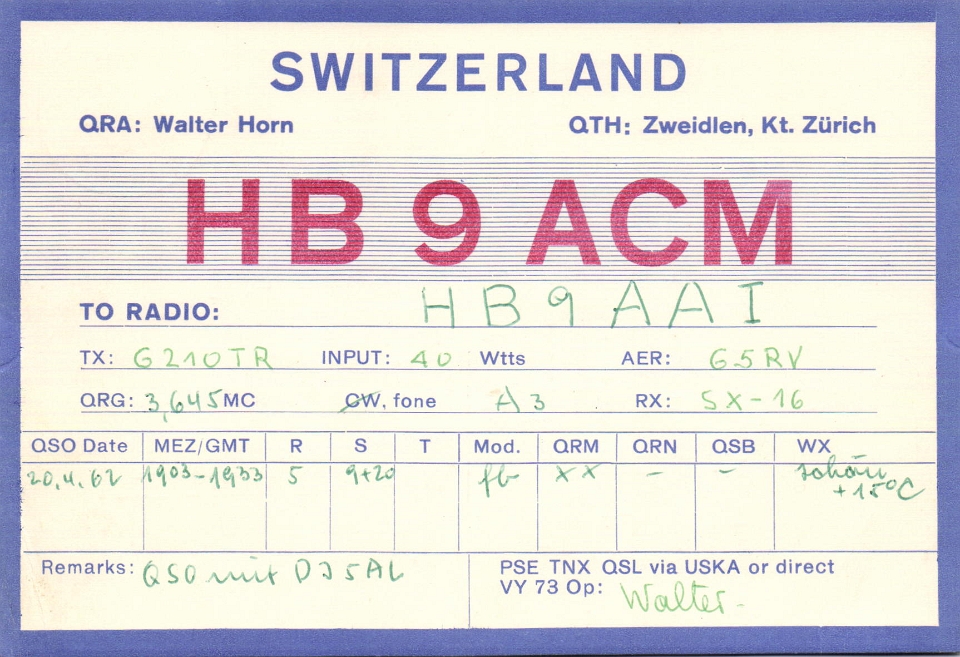 SWITZERLAND
QRA: Walter Horn QTH: Zweidlen, Kt. Zürich
HB 9 ACM
TO RADIO: HB9AAI
TX: G210TR INPUT: 40 Wtts AER: G5RV
QRG: 3,645 MC CW, fone A3 RX: SX-16
QSO Date MEZ/GMT R S T Mod. QRM QRN QSB WX
20.4.62 1903-1933 5 9+20 fb XX - - schön
+15°C
Remarks: QSO mit DJ5AL PSE TNX QSL via USKA or direct
VY 73 Op: Walter